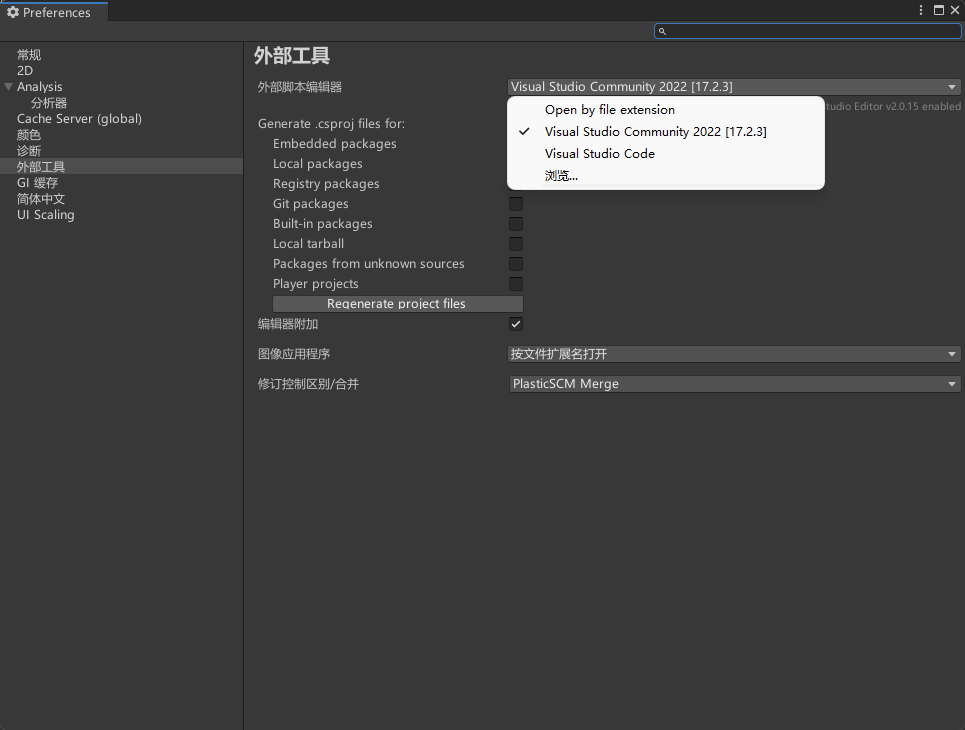 Preferences
常规
2D
Analysis
分析器
Cache Server (global)
颜色
诊断
外部工具
GI 缓存
简体中文
UI Scaling
外部工具
外部脚本编辑器
Visual Studio Community 2022 [17.2.3]
Open by file extension
Visual Studio Community 2022 [17.2.3]
Visual Studio Code
浏览...
tudio Editor v2.0.15 enabled
Generate .csproj files for:
Embedded packages
Local packages
Registry packages
Git packages
Built-in packages
Local tarball
Packages from unknown sources
Player projects
Regenerate project files
编辑器附加
图像应用程序
按文件扩展名打开
修订控制区别/合并
PlasticSCM Merge